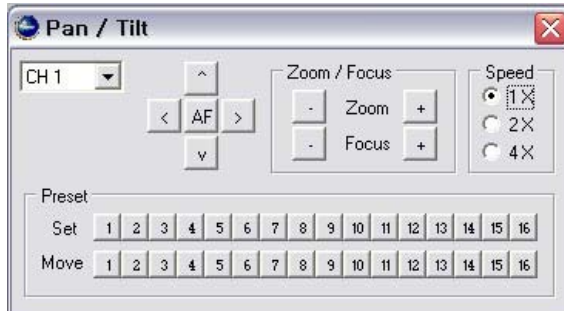 Pan / Tilt
CH 1
^
< AF >
v
Zoom / Focus
- Zoom +
- Focus +
Speed
1X
2X
4X
Preset
Set 1 2 3 4 5 6 7 8 9 10 11 12 13 14 15 16
Move 1 2 3 4 5 6 7 8 9 10 11 12 13 14 15 16